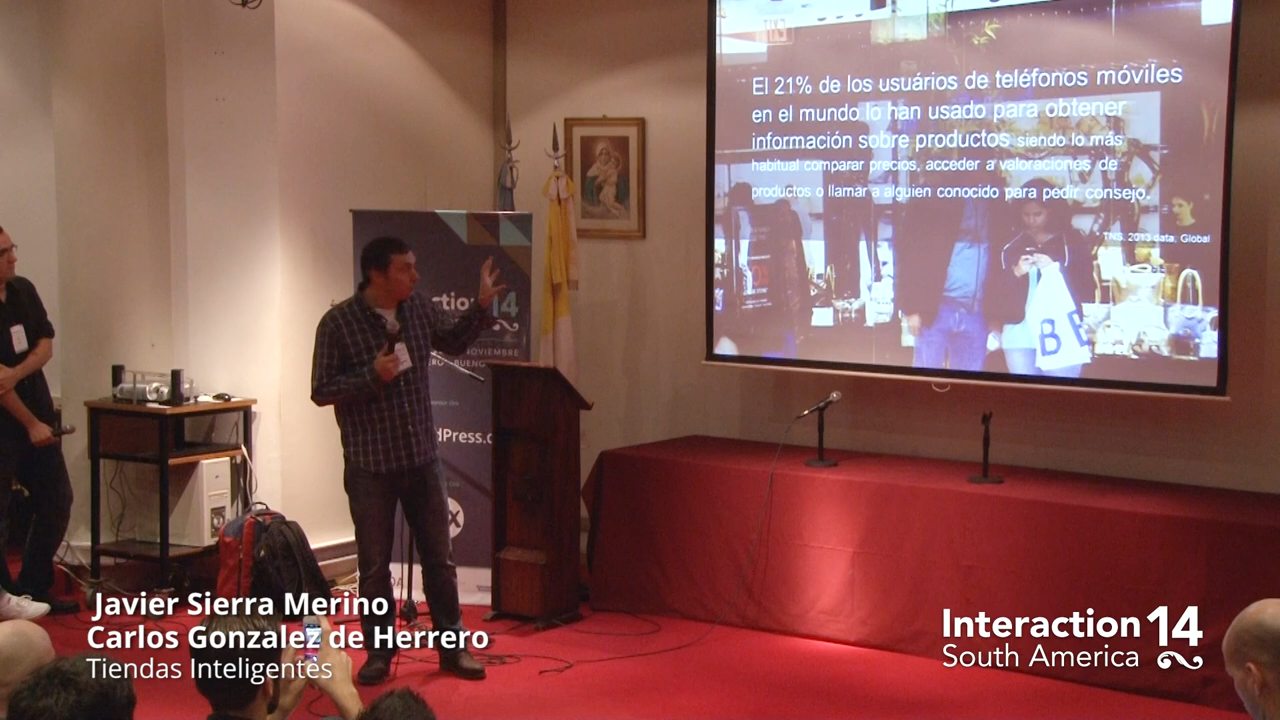 El 21% de los usuários de teléfonos móviles
en el mundo lo han usado para obtener
información sobre productos siendo lo más
habitual comparar precios, acceder a valoraciones de
productos o llamar a alguien conocido para pedir consejo.
TNS. 2013 data, Global
14
NOVIEMBRE
B
Javier Sierra Merino
Carlos Gonzalez de Herrero
Tiendas Inteligentes
Interaction 14
South America